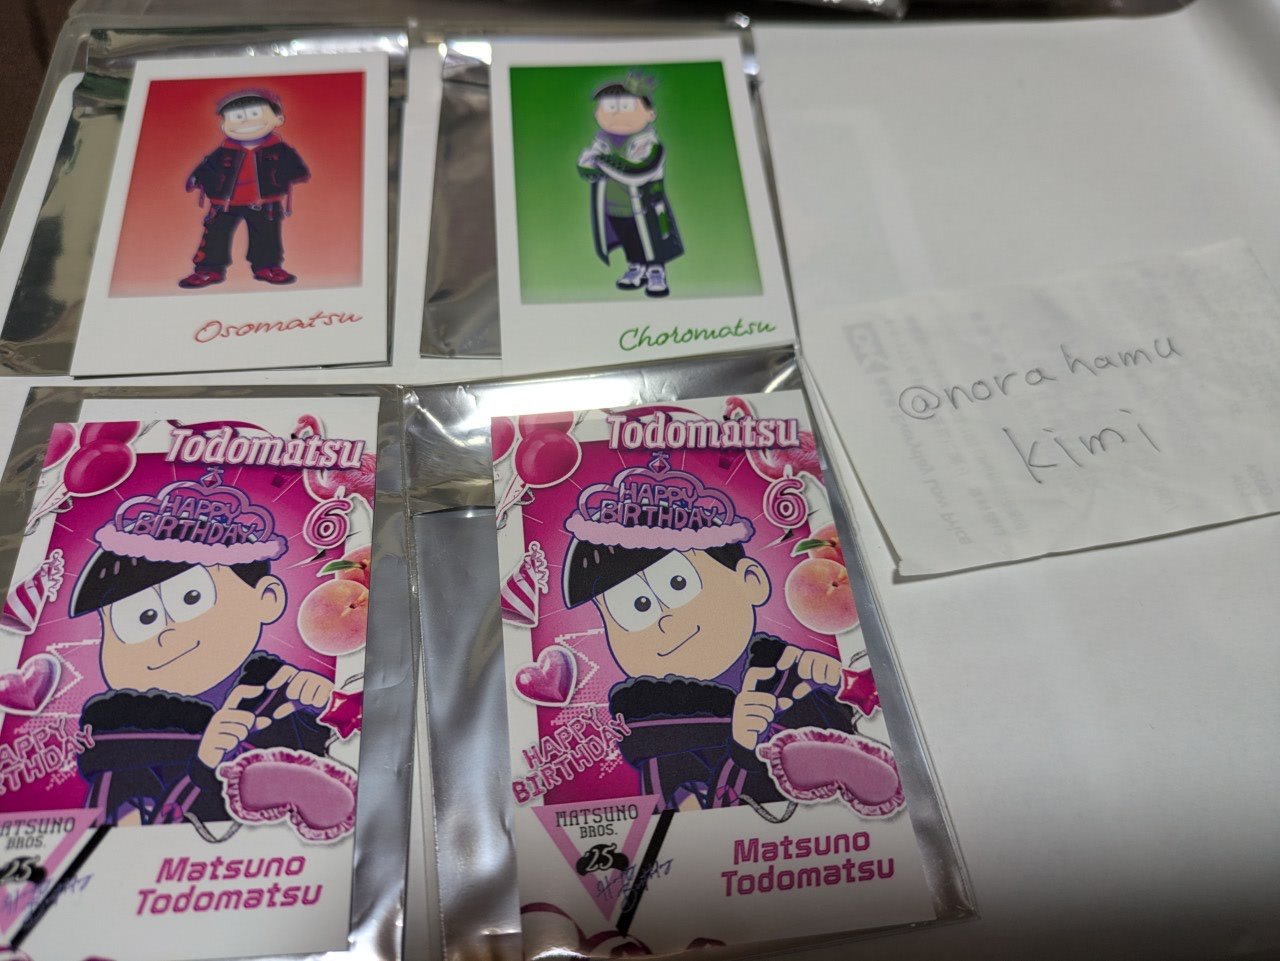 Osomatsu
Choromatsu
@norahamu
kimi
Todomatsu
6
HAPPY
BIRTHDAY
HAPPY
BIRTHDAY
MATSUNO
BROS.
25
Matsuno
Todomatsu
Todomatsu
6
HAPPY
BIRTHDAY
HAPPY
BIRTHDAY
MATSUNO
BROS.
25
Matsuno
Todomatsu